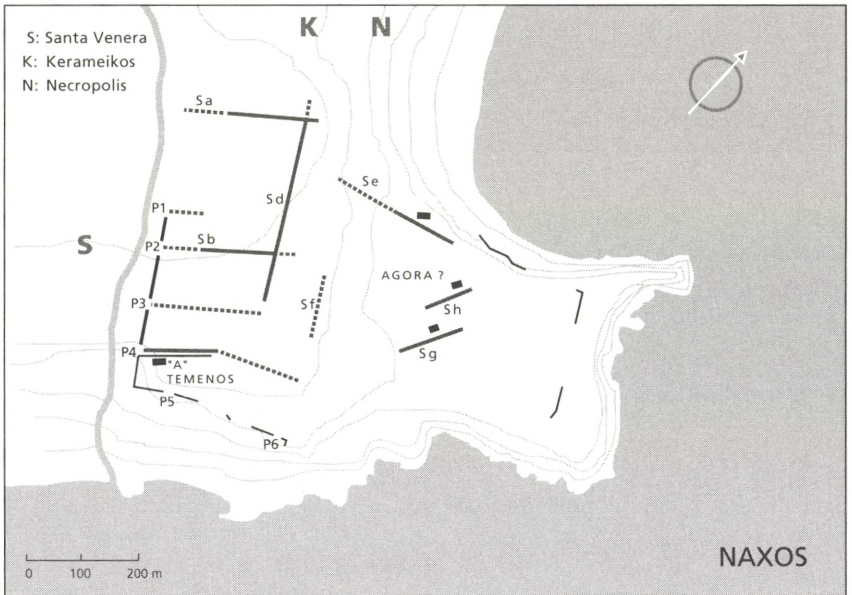 S: Santa Venera
K: Kerameikos
N: Necropolis
K N
Sa
Se
Sd
P1
S
P2 Sb
AGORA ?
P3
Sf
Sh
P4
Sg
"A"
TEMENOS
P5
P6
NAXOS
0 100 200 m